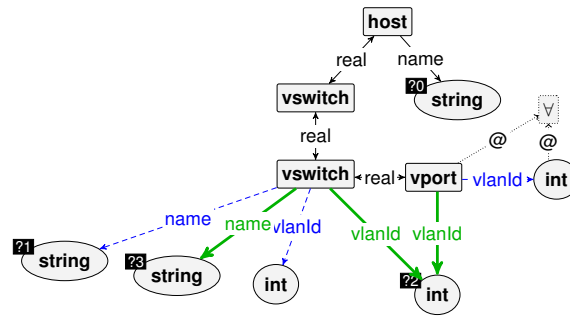 host
real
name
?0
string
vswitch
∀
real
@
@
vswitch
real
vport
vlanId
int
name
name
vlanId
vlanId
vlanId
?1
string
?3
string
int
?2
int